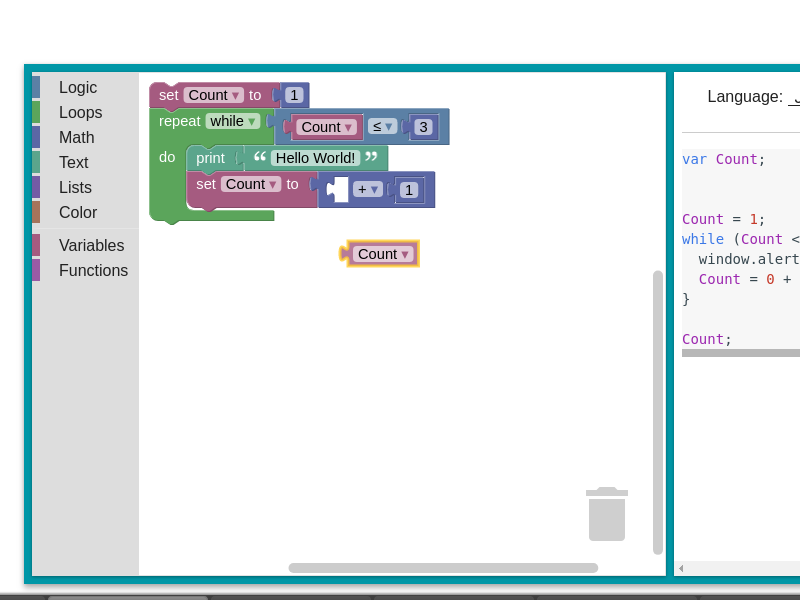 Logic
Loops
Math
Text
Lists
Color
Variables
Functions
set Count ▾ to 1
repeat while ▾ Count ▾ ≤ ▾ 3
do print “ Hello World! ”
set Count ▾ to + ▾ 1
Count ▾
Language:
var Count;
Count = 1;
while (Count <
window.alert
Count = 0 +
}
Count;